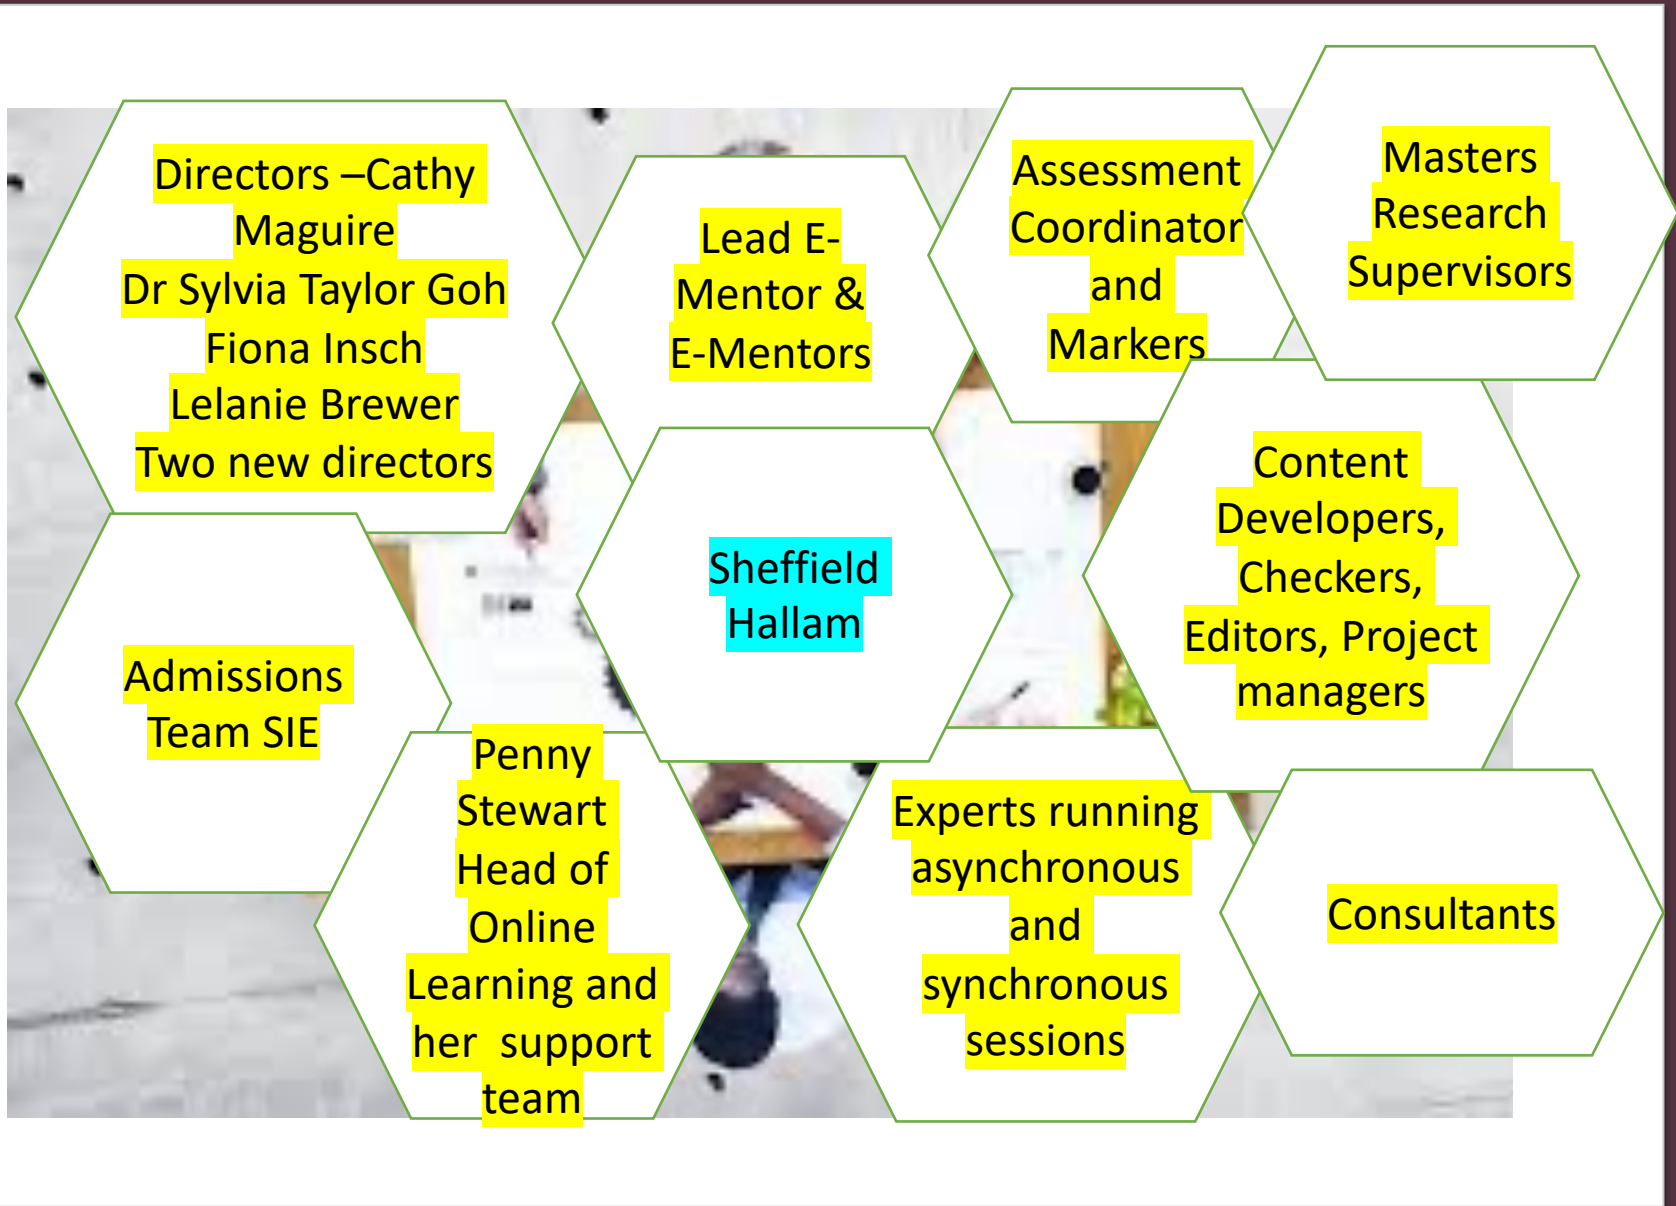 Directors –Cathy
Maguire
Dr Sylvia Taylor Goh
Fiona Insch
Lelanie Brewer
Two new directors
Lead E-
Mentor &
E-Mentors
Assessment
Coordinator
and
Markers
Masters
Research
Supervisors
Sheffield
Hallam
Content
Developers,
Checkers,
Editors, Project
managers
Admissions
Team SIE
Penny
Stewart
Head of
Online
Learning and
her  support
team
Experts running
asynchronous
and
synchronous
sessions
Consultants